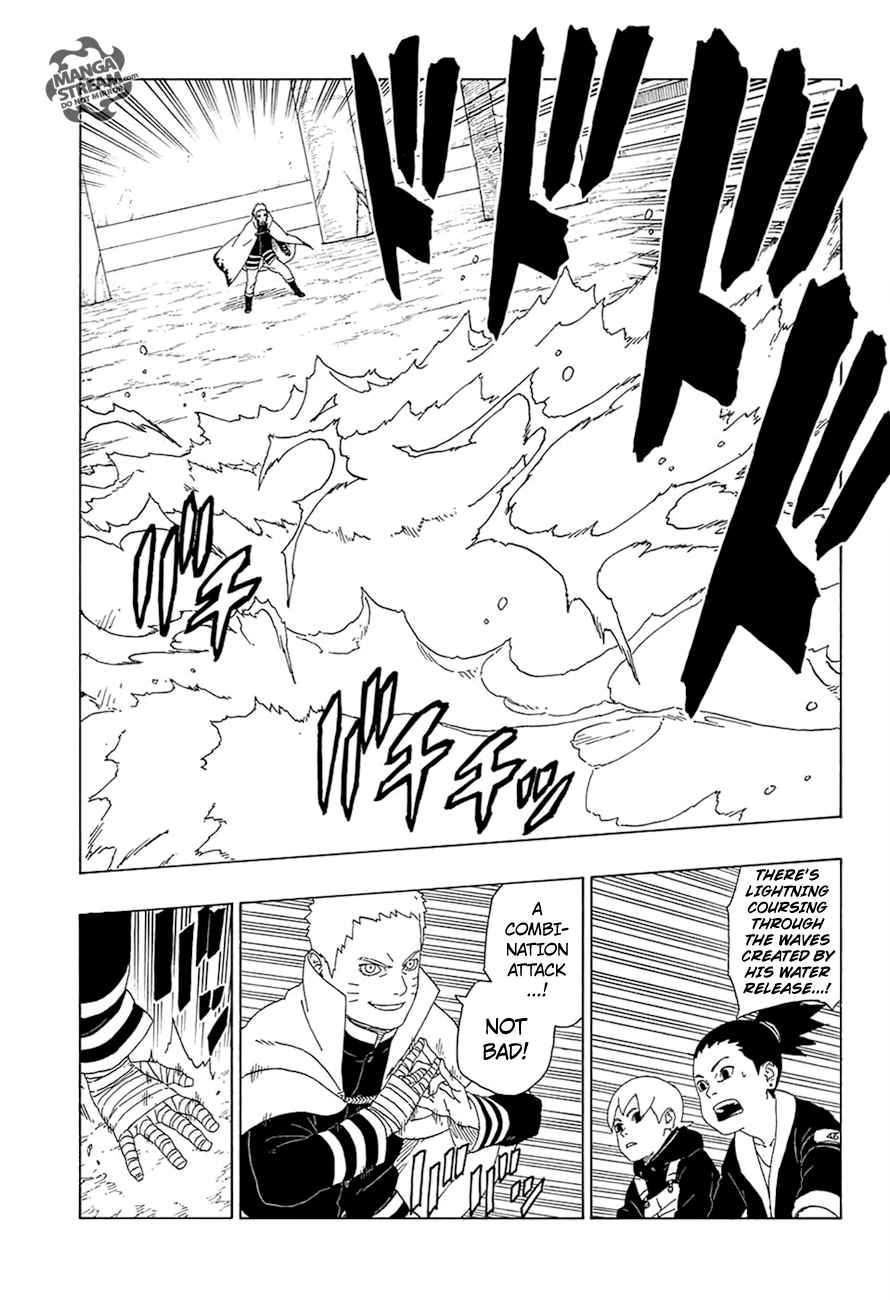 MANGA
STREAM.com
DO NOT MIRROR
ドドドド
バチ
バチチッ
THERE'S
LIGHTNING
COURSING
THROUGH
THE WAVES
CREATED BY
HIS WATER
RELEASE...!
A
COMBI-
NATION
ATTACK
...!
NOT
BAD!